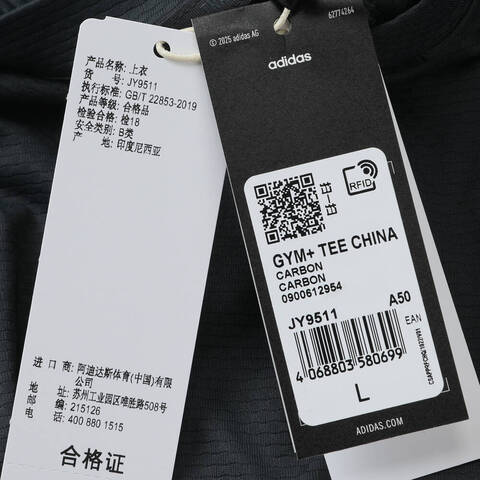 产品名称: 上衣
货 号: JY9511
执行标准: GB/T 22853-2019
产品等级: 合格品
检验合格: 检18
安全类别: B类
产 地: 印度尼西亚
进 口 商: 阿迪达斯体育(中国)有限
公司
地 址: 苏州工业园区唯胜路508号
邮 编: 215126
电 话: 400 880 1515
合格证
© 2025 adidas AG
62774264
adidas
RFID
GYM+ TEE CHINA
CARBON
CARBON
0900612954
JY9511
A50
EAN
4 068803 580699
L
ADIDAS.COM